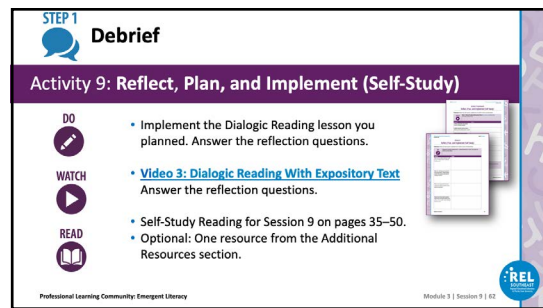 STEP 1
Debrief
Activity 9: Reflect, Plan, and Implement (Self-Study)
DO
• Implement the Dialogic Reading lesson you
planned. Answer the reflection questions.
WATCH
• Video 3: Dialogic Reading With Expository Text
Answer the reflection questions.
READ
• Self-Study Reading for Session 9 on pages 35–50.
• Optional: One resource from the Additional
Resources section.
Professional Learning Community: Emergent Literacy
Module 3 | Session 9 | 62
REL
SOUTHEAST